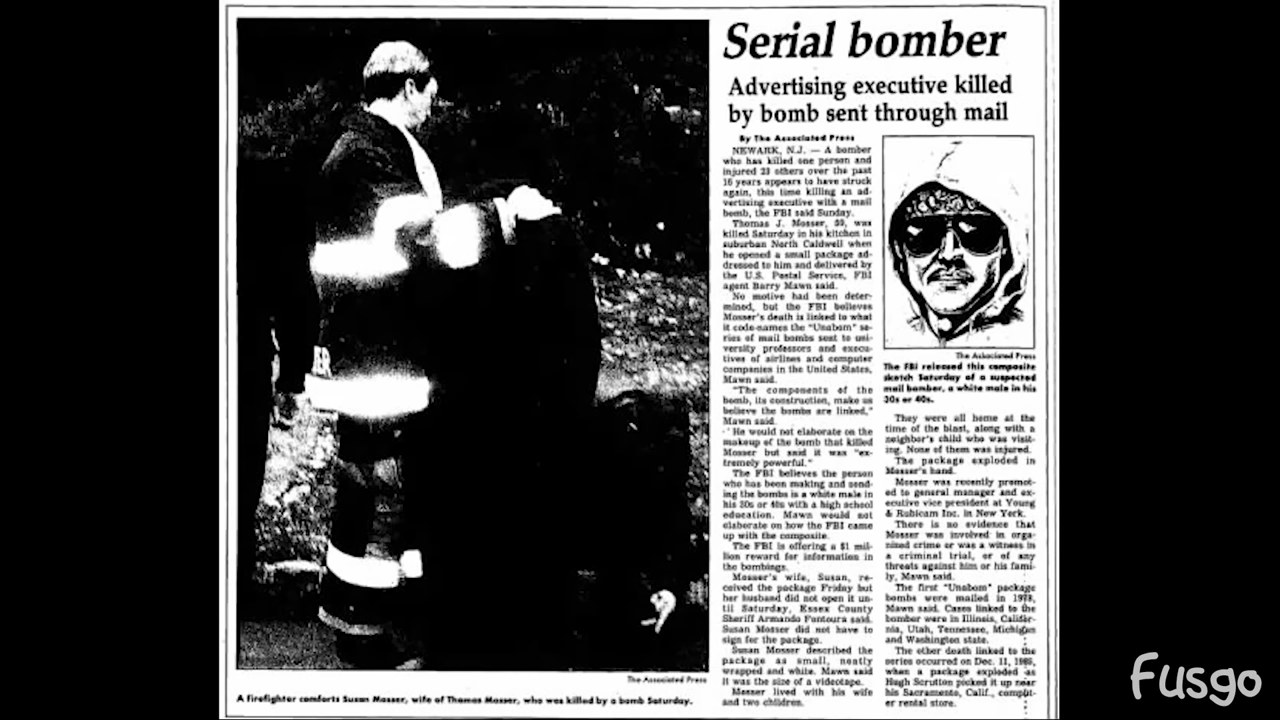 Serial bomber
Advertising executive killed
by bomb sent through mail
By The Associated Press
NEWARK, N.J. — A bomber
who has killed one person and
injured 23 others over the past
16 years appears to have struck
again, this time killing an ad-
vertising executive with a mail
bomb, the FBI said Sunday.
Thomas J. Mosser, 50, was
killed Saturday in his kitchen in
suburban North Caldwell when
he opened a small package ad-
dressed to him and delivered by
the U.S. Postal Service, FBI
agent Barry Mawn said.
No motive had been deter-
mined, but the FBI believes
Mosser's death is linked to what
it code-names the "Unabom" se-
ries of mail bombs sent to uni-
versity professors and execu-
tives of airlines and computer
companies in the United States,
Mawn said.
"The components of the
bomb, its construction, make us
believe the bombs are linked,"
Mawn said.
He would not elaborate on the
makeup of the bomb that killed
Mosser but said it was "ex-
tremely powerful."
The FBI believes the person
who has been making and send-
ing the bombs is a white male in
his 30s or 40s with a high school
education. Mawn would not
elaborate on how the FBI came
up with the composite.
The FBI is offering a $1 mil-
lion reward for information in
the bombings.
Mosser's wife, Susan, re-
ceived the package Friday but
her husband did not open it un-
til Saturday, Essex County
Sheriff Armando Fontoura said.
Susan Mosser did not have to
sign for the package.
Susan Mosser described the
package as small, neatly
wrapped and white. Mawn said
it was the size of a videotape.
Mosser lived with his wife
and two children.
The Associated Press
The FBI released this composite
sketch Saturday of a suspected
mail bomber, a white male in his
30s or 40s.
They were all home at the
time of the blast, along with a
neighbor's child who was visit-
ing. None of them was injured.
The package exploded in
Mosser's hand.
Mosser was recently promot-
ed to general manager and ex-
ecutive vice president at Young
& Rubicam Inc. in New York.
There is no evidence that
Mosser was involved in orga-
nized crime or was a witness in
a criminal trial, or of any
threats against him or his fami-
ly, Mawn said.
The first "Unabom" package
bombs were mailed in 1978,
Mawn said. Cases linked to the
bomber were in Illinois, Califor-
nia, Utah, Tennessee, Michigan
and Washington state.
The other death linked to the
series occurred on Dec. 11, 1985,
when a package exploded as
Hugh Scrutton picked it up near
his Sacramento, Calif., comput-
er rental store.
The Associated Press
A firefighter comforts Susan Mosser, wife of Thomas Mosser, who was killed by a bomb Saturday.
Fusgo